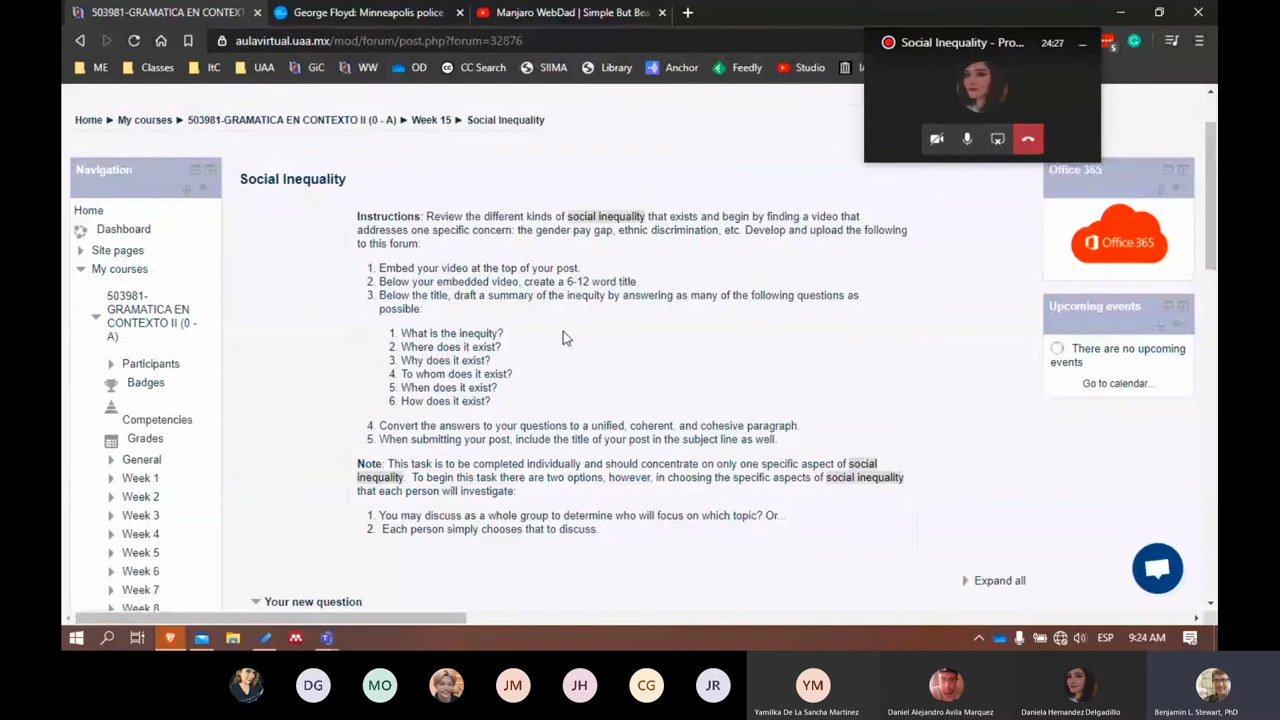 503981-GRAMATICA EN CONTEXT
George Floyd: Minneapolis police
Manjaro WebDad | Simple But Bea
aulavirtual.uaa.mx/mod/forum/post.php?forum=32876
Social Inequality - Pro...
24:27
5
ME
Classes
ItC
UAA
GiC
WW
OD
CC Search
SIIMA
Library
Anchor
Feedly
Studio
Home ► My courses ► 503981-GRAMATICA EN CONTEXTO II (0 - A) ► Week 15 ► Social Inequality
Navigation
Home
Dashboard
Site pages
My courses
503981-
GRAMATICA EN
CONTEXTO II (0 -
A)
Participants
Badges
Competencies
Grades
General
Week 1
Week 2
Week 3
Week 4
Week 5
Week 6
Week 7
Week 8
Social Inequality
Instructions: Review the different kinds of social inequality that exists and begin by finding a video that
addresses one specific concern: the gender pay gap, ethnic discrimination, etc. Develop and upload the following
to this forum:
1. Embed your video at the top of your post.
2. Below your embedded video, create a 6-12 word title
3. Below the title, draft a summary of the inequity by answering as many of the following questions as
possible:
1. What is the inequity?
2. Where does it exist?
3. Why does it exist?
4. To whom does it exist?
5. When does it exist?
6. How does it exist?
4. Convert the answers to your questions to a unified, coherent, and cohesive paragraph.
5. When submitting your post, include the title of your post in the subject line as well.
Note: This task is to be completed individually and should concentrate on only one specific aspect of social
inequality. To begin this task there are two options, however, in choosing the specific aspects of social inequality
that each person will investigate:
1. You may discuss as a whole group to determine who will focus on which topic? Or...
2. Each person simply chooses that to discuss.
Expand all
Your new question
Office 365
Office 365
Upcoming events
There are no upcoming
events
Go to calendar...
ESP
9:24 AM
DG
MO
JM
JH
CG
JR
YM
Yamilka De La Sancha Martinez
Daniel Alejandro Avila Marquez
Daniela Hernandez Delgadillo
Benjamin L. Stewart, PhD